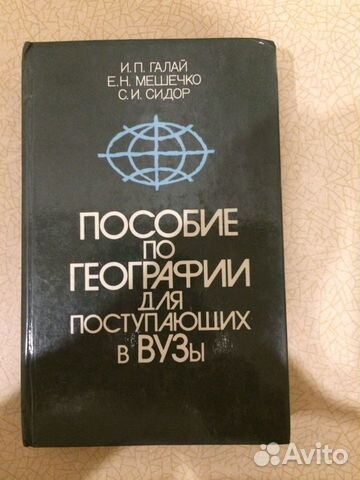 И. П. ГАЛАЙ
Е. Н. МЕШЕЧКО
С. И. СИДОР
ПОСОБИЕ
ПО
ГЕОГРАФИИ
ДЛЯ
ПОСТУПАЮЩИХ
В ВУЗы
Avito